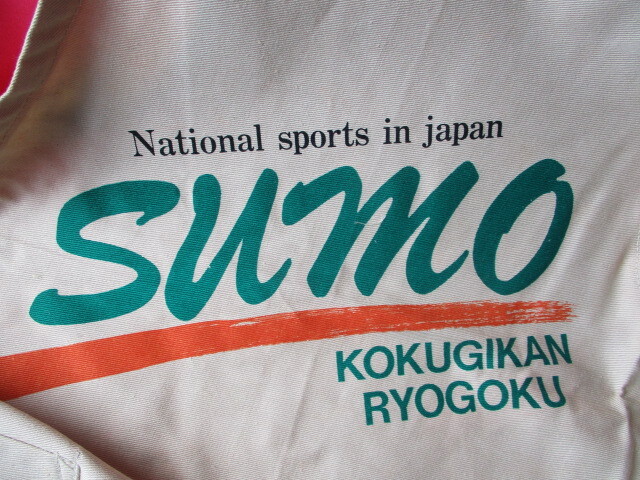 National sports in japan
SUMO
KOKUGIKAN
RYOGOKU